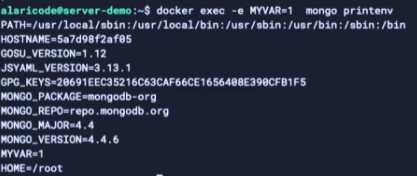 alaricode@server-demo:~$ docker exec -e MYVAR=1  mongo printenv
PATH=/usr/local/sbin:/usr/local/bin:/usr/sbin:/usr/bin:/sbin:/bin
HOSTNAME=5a7d98f2af05
GOSU_VERSION=1.12
JSYAML_VERSION=3.13.1
GPG_KEYS=20691EEC35216C63CAF66CE1656408E390CFB1F5
MONGO_PACKAGE=mongodb-org
MONGO_REPO=repo.mongodb.org
MONGO_MAJOR=4.4
MONGO_VERSION=4.4.6
MYVAR=1
HOME=/root